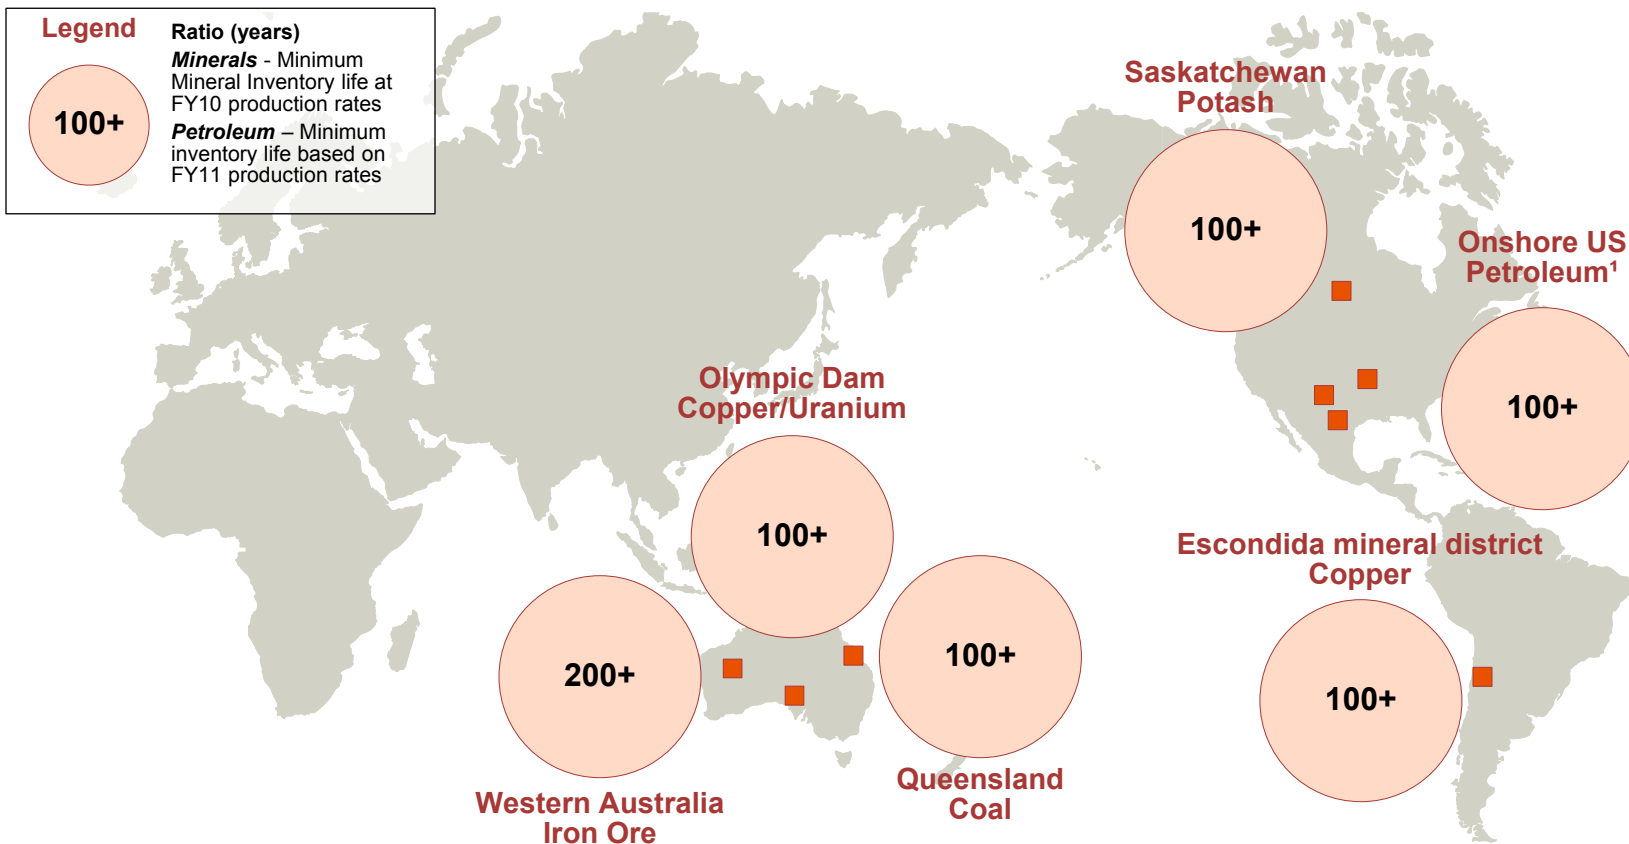 Legend
100+
Ratio (years)
Minerals - Minimum
Mineral Inventory life at
FY10 production rates
Petroleum – Minimum
inventory life based on
FY11 production rates
Saskatchewan
Potash
100+
Onshore US
Petroleum¹
100+
Olympic Dam
Copper/Uranium
100+
Escondida mineral district
Copper
100+
200+
Western Australia
Iron Ore
100+
Queensland
Coal